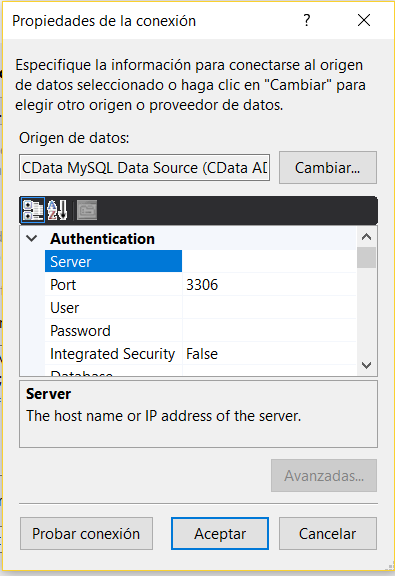 Propiedades de la conexión
Especifique la información para conectarse al origen
de datos seleccionado o haga clic en "Cambiar" para
elegir otro origen o proveedor de datos.
Origen de datos:
CData MySQL Data Source (CData AD
Cambiar...
Authentication
Server
Port 3306
User
Password
Integrated Security False
Database
Server
The host name or IP address of the server.
Avanzadas...
Probar conexión
Aceptar
Cancelar